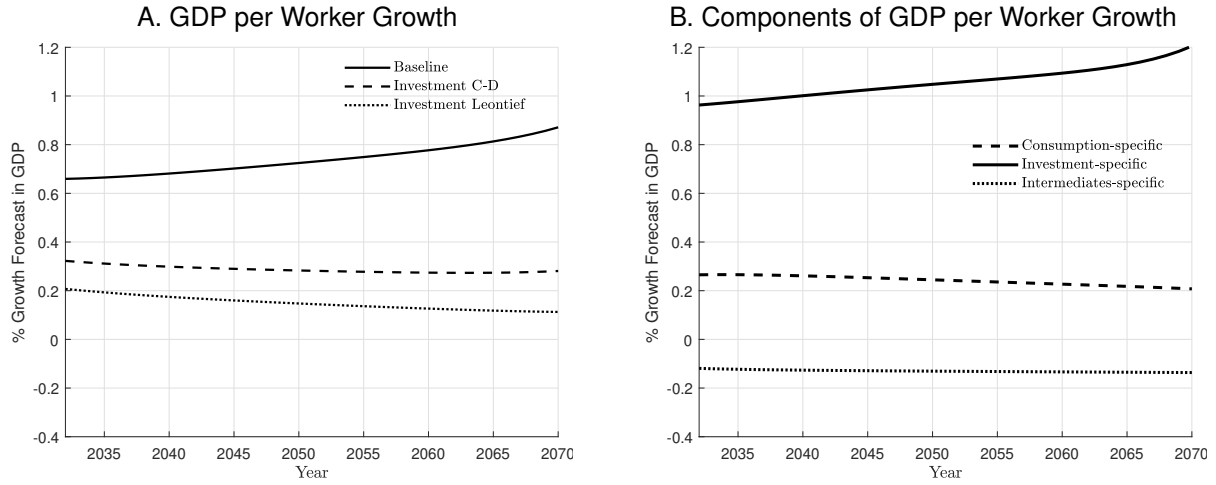 A. GDP per Worker Growth
% Growth Forecast in GDP
1.2
1
0.8
0.6
0.4
0.2
0
-0.2
-0.4
Baseline
Investment C-D
Investment Leontief
2035 2040 2045 2050 2055 2060 2065 2070
Year
B. Components of GDP per Worker Growth
% Growth Forecast in GDP
1.2
1
0.8
0.6
0.4
0.2
0
-0.2
-0.4
Consumption-specific
Investment-specific
Intermediates-specific
2035 2040 2045 2050 2055 2060 2065 2070
Year